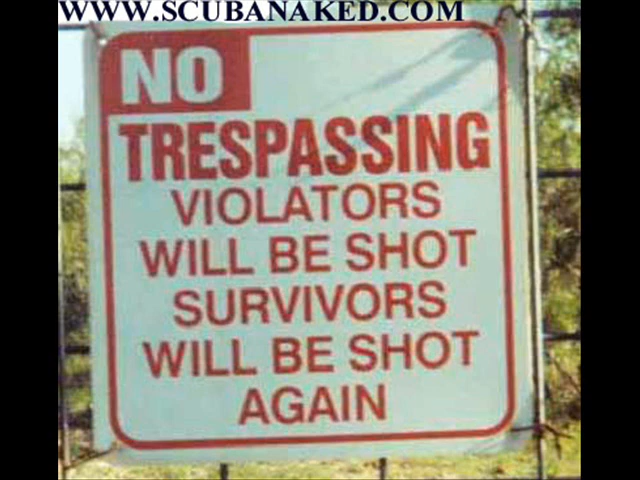 WWW.SCUBANAKED.COM
NO
TRESPASSING
VIOLATORS
WILL BE SHOT
SURVIVORS
WILL BE SHOT
AGAIN